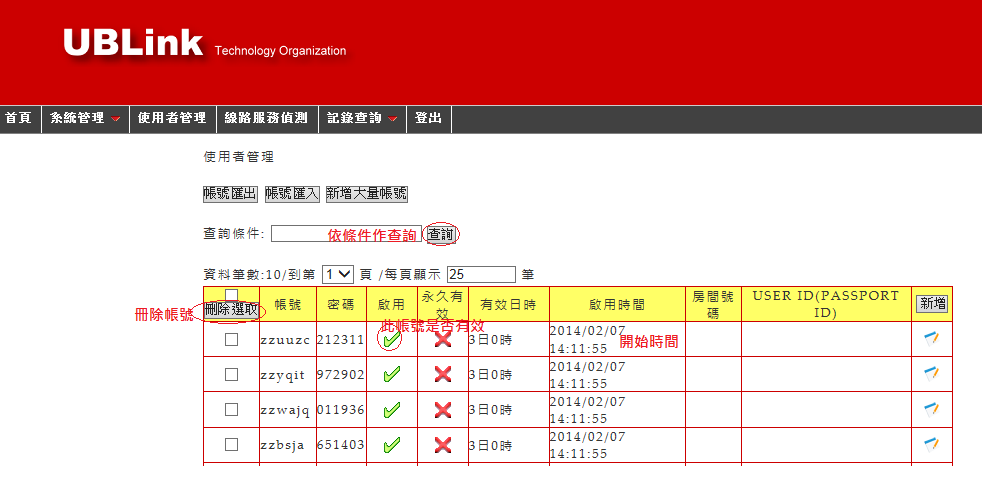 UBLink Technology Organization
首頁 系統管理 使用者管理 線路服務偵測 記錄查詢 登出
使用者管理
帳號匯出 帳號匯入 新增大量帳號
查詢條件: 依條件作查詢 查詢
資料筆數:10/到第 1 頁 /每頁顯示 25 筆
刪除帳號 刪除選取 帳號 密碼 啟用 永久有效 有效日時 啟用時間 房間號碼 USER ID(PASSPORT ID) 新增
此帳號是否有效
zzuuzc 212311 3日0時 2014/02/07 14:11:55 開始時間
zzyqit 972902 3日0時 2014/02/07 14:11:55
zzwajq 011936 3日0時 2014/02/07 14:11:55
zzbsja 651403 3日0時 2014/02/07 14:11:55